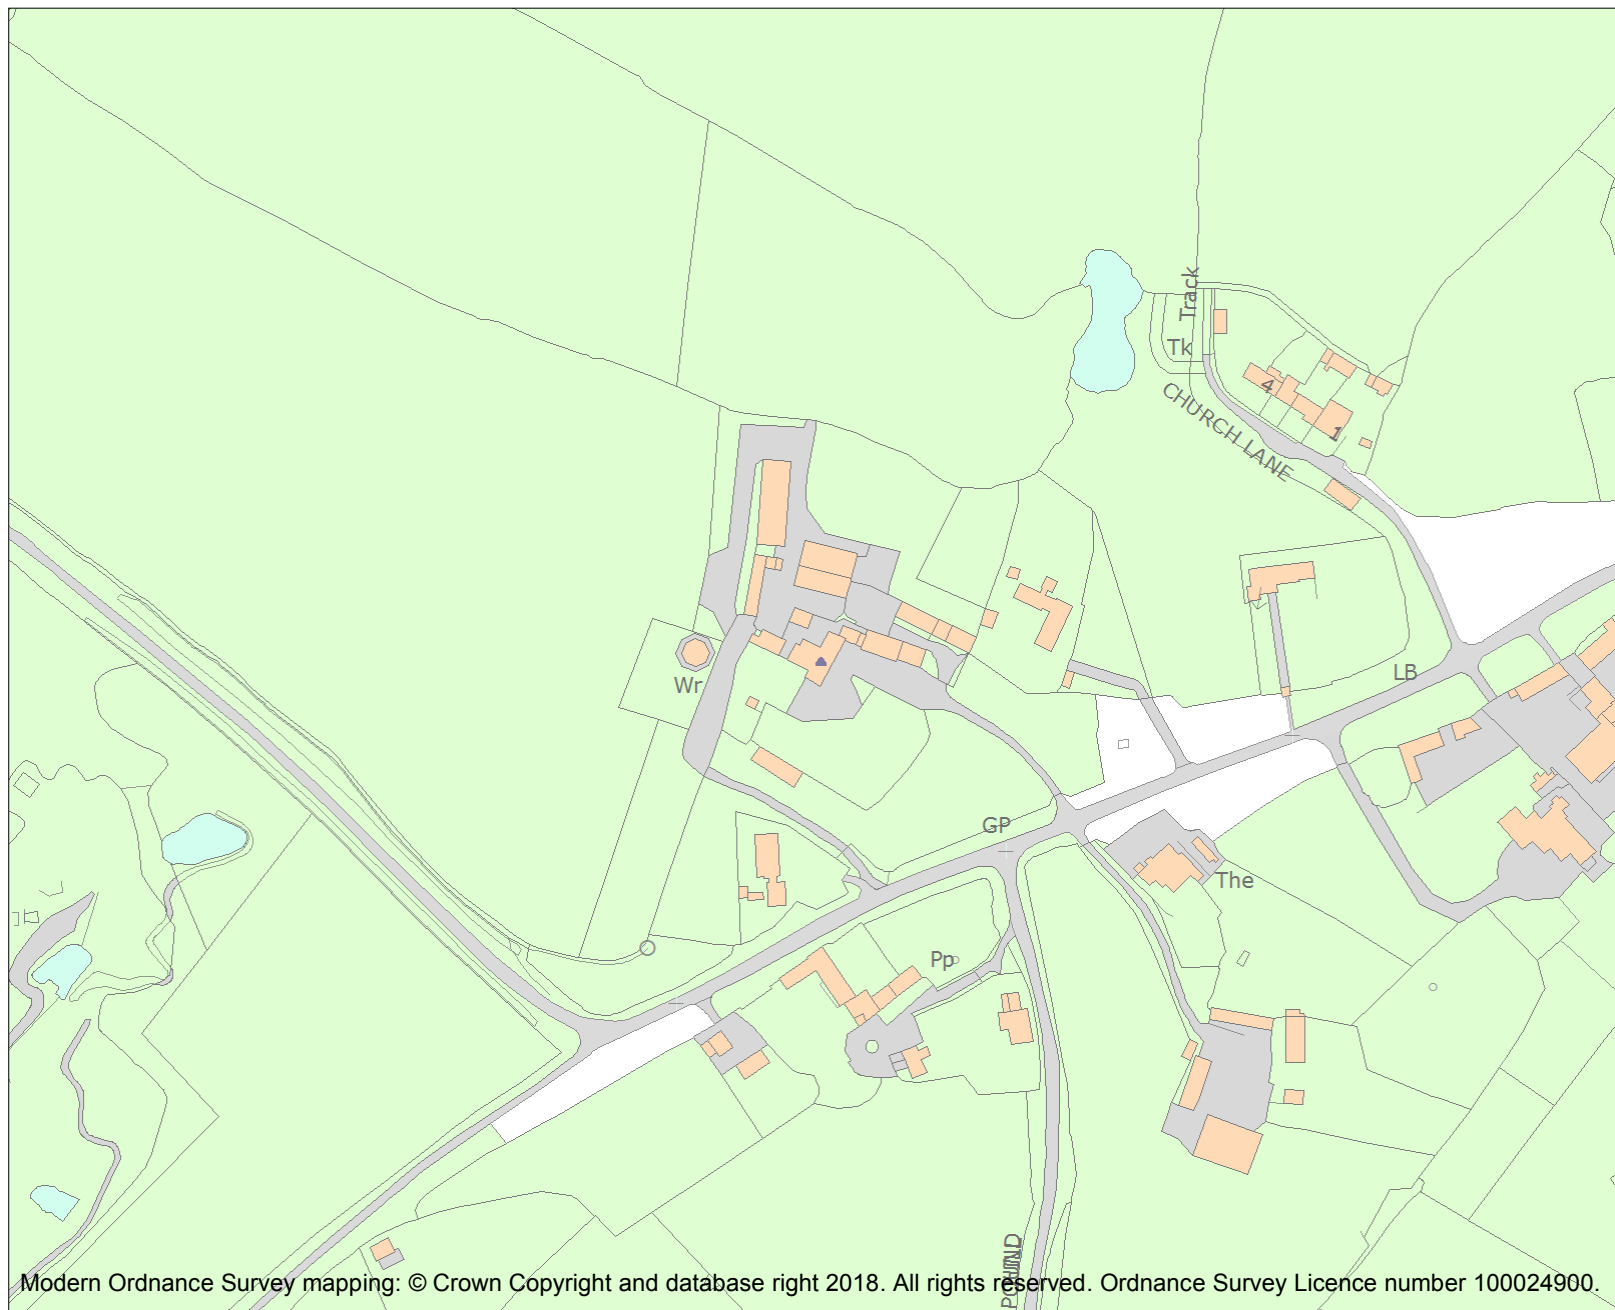 Track
Tk
4
1
CHURCH LANE
LB
Wr
GP
The
Pp
Modern Ordnance Survey mapping: © Crown Copyright and database right 2018. All rights reserved. Ordnance Survey Licence number 100024900.